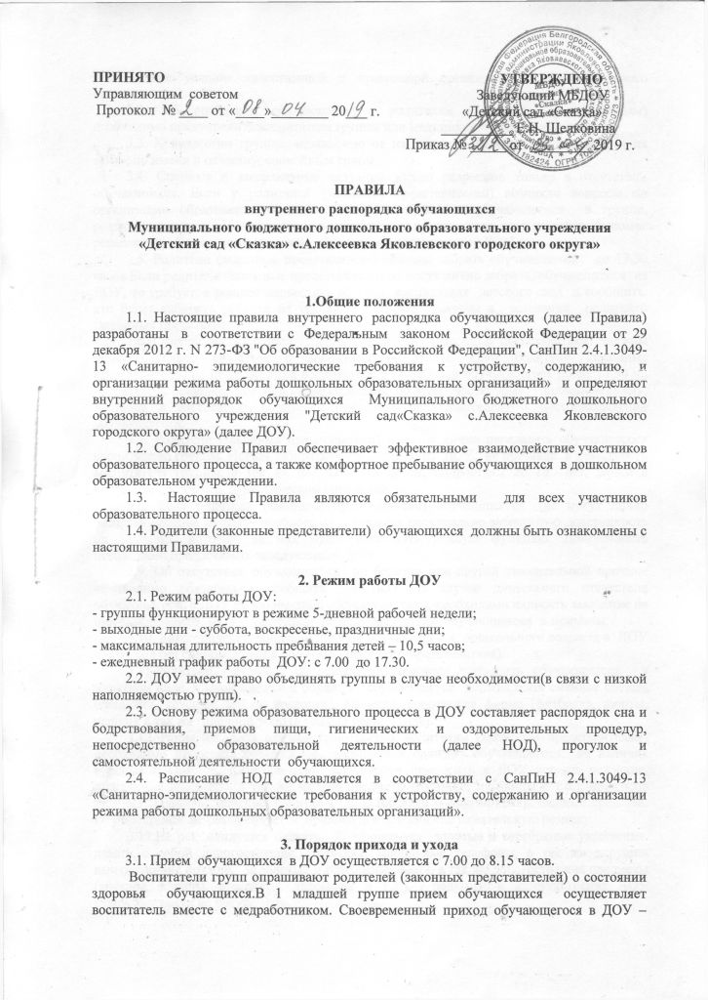 ПРИНЯТО
Управляющим советом
Протокол № 2 от « 08 » 04 2019 г.
УТВЕРЖДЕНО
Заведующий МБДОУ
«Детский сад «Сказка»
Е.Н. Щелковина
Приказ № от 2019 г.
ПРАВИЛА
внутреннего распорядка обучающихся
Муниципального бюджетного дошкольного образовательного учреждения
«Детский сад «Сказка» с.Алексеевка Яковлевского городского округа»
1.Общие положения
1.1. Настоящие правила внутреннего распорядка обучающихся (далее Правила)
разработаны в соответствии с Федеральным законом Российской Федерации от 29
декабря 2012 г. N 273-ФЗ "Об образовании в Российской Федерации", СанПин 2.4.1.3049-
13 «Санитарно- эпидемиологические требования к устройству, содержанию, и
организации режима работы дошкольных образовательных организаций» и определяют
внутренний распорядок обучающихся Муниципального бюджетного дошкольного
образовательного учреждения "Детский сад«Сказка» с.Алексеевка Яковлевского
городского округа» (далее ДОУ).
1.2. Соблюдение Правил обеспечивает эффективное взаимодействие участников
образовательного процесса, а также комфортное пребывание обучающихся в дошкольном
образовательном учреждении.
1.3. Настоящие Правила являются обязательными для всех участников
образовательного процесса.
1.4. Родители (законные представители) обучающихся должны быть ознакомлены с
настоящими Правилами.
2. Режим работы ДОУ
2.1. Режим работы ДОУ:
- группы функционируют в режиме 5-дневной рабочей недели;
- выходные дни - суббота, воскресенье, праздничные дни;
- максимальная длительность пребывания детей – 10,5 часов;
- ежедневный график работы ДОУ: с 7.00 до 17.30.
2.2. ДОУ имеет право объединять группы в случае необходимости(в связи с низкой
наполняемостью групп).
2.3. Основу режима образовательного процесса в ДОУ составляет распорядок сна и
бодрствования, приемов пищи, гигиенических и оздоровительных процедур,
непосредственно образовательной деятельности (далее НОД), прогулок и
самостоятельной деятельности обучающихся.
2.4. Расписание НОД составляется в соответствии с СанПиН 2.4.1.3049-13
«Санитарно-эпидемиологические требования к устройству, содержанию и организации
режима работы дошкольных образовательных организаций».
3. Порядок прихода и ухода
3.1. Прием обучающихся в ДОУ осуществляется с 7.00 до 8.15 часов.
Воспитатели групп опрашивают родителей (законных представителей) о состоянии
здоровья обучающихся.В 1 младшей группе прием обучающихся осуществляет
воспитатель вместе с медработником. Своевременный приход обучающегося в ДОУ –